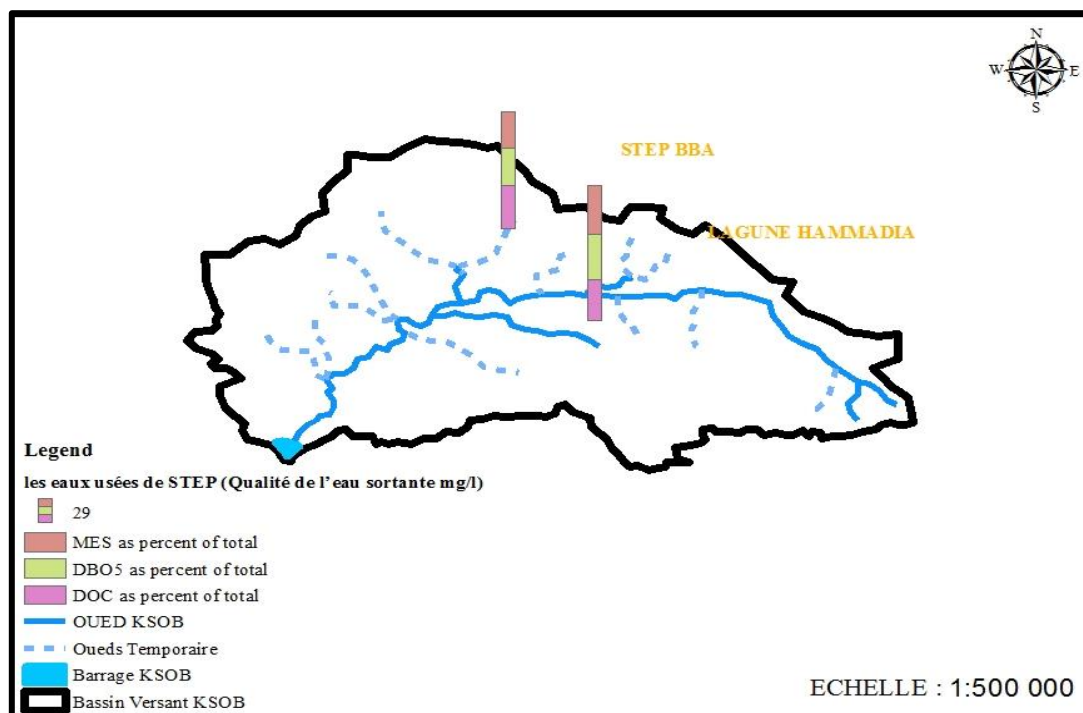 N
W E
S
STEP BBA
LAGUNE HAMMADIA
Legend
les eaux usées de STEP (Qualité de l'eau sortante mg/l)
29
MES as percent of total
DBO5 as percent of total
DOC as percent of total
OUED KSOB
Oueds Temporaire
Barrage KSOB
Bassin Versant KSOB
ECHELLE : 1:500 000